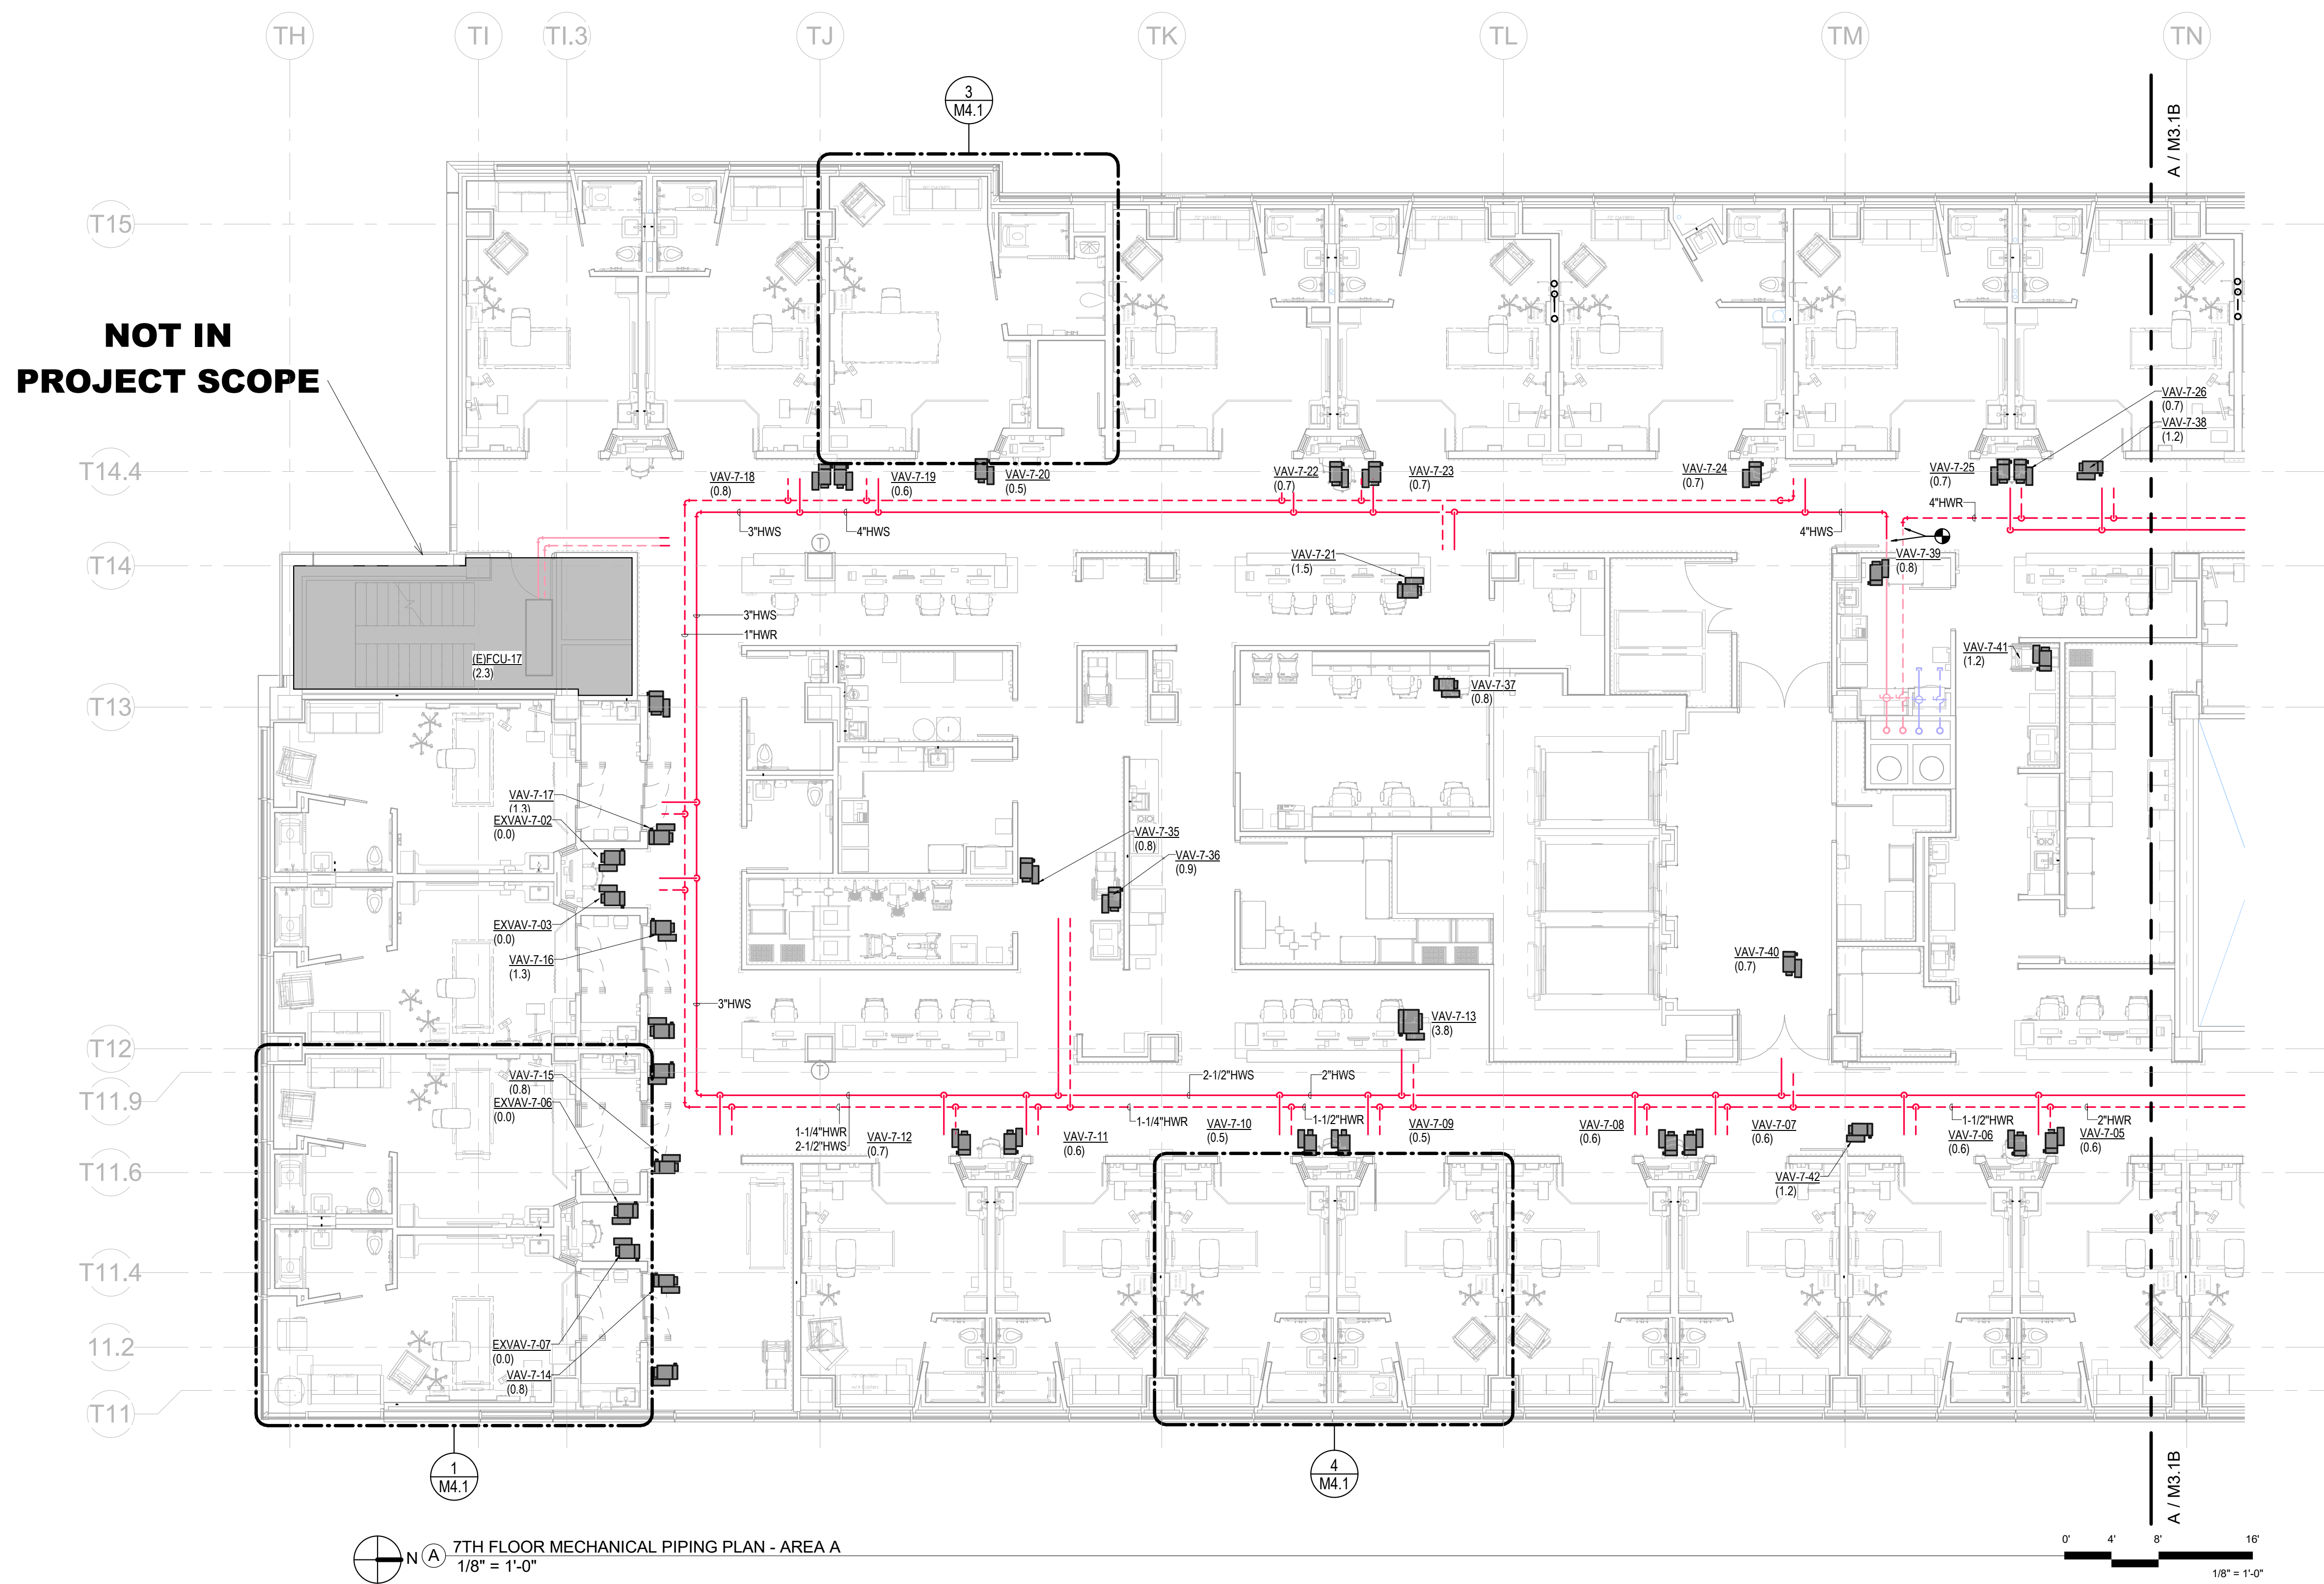 TH
TI
TI.3
TJ
TK
TL
TM
TN
3
M4.1
A / M3.1B
T15
NOT IN
PROJECT SCOPE
VAV-7-26
(0.7)
VAV-7-38
(1.2)
T14.4
VAV-7-18
(0.8)
VAV-7-19
(0.6)
VAV-7-20
(0.5)
VAV-7-22
(0.7)
VAV-7-23
(0.7)
VAV-7-24
(0.7)
VAV-7-25
(0.7)
4"HWR
3"HWS
4"HWS
4"HWS
T14
T
VAV-7-21
(1.5)
VAV-7-39
(0.8)
3"HWS
1"HWR
(E)FCU-17
(2.3)
VAV-7-41
(1.2)
VAV-7-37
(0.8)
T13
VAV-7-17
(1.3)
EXVAV-7-02
(0.0)
VAV-7-35
(0.8)
VAV-7-36
(0.9)
EXVAV-7-03
(0.0)
VAV-7-16
(1.3)
VAV-7-40
(0.7)
3"HWS
VAV-7-13
(3.8)
T12
T
T11.9
VAV-7-15
(0.8)
EXVAV-7-06
(0.0)
2-1/2"HWS
2"HWS
1-1/4"HWR
2-1/2"HWS
VAV-7-12
(0.7)
VAV-7-11
(0.6)
1-1/4"HWR
VAV-7-10
(0.5)
1-1/2"HWR
VAV-7-09
(0.5)
VAV-7-08
(0.6)
VAV-7-07
(0.6)
1-1/2"HWR
VAV-7-06
(0.6)
2"HWR
VAV-7-05
(0.6)
T11.6
VAV-7-42
(1.2)
T11.4
11.2
EXVAV-7-07
(0.0)
VAV-7-14
(0.8)
T11
1
M4.1
4
M4.1
A / M3.1B
N
A
7TH FLOOR MECHANICAL PIPING PLAN - AREA A
1/8" = 1'-0"
0' 4' 8' 16'
1/8" = 1'-0"